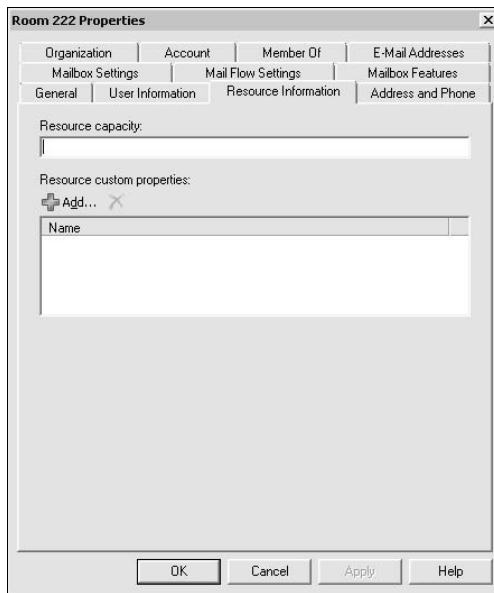 Room 222 Properties
Organization Account Member Of E-Mail Addresses
Mailbox Settings Mail Flow Settings Mailbox Features
General User Information Resource Information Address and Phone
Resource capacity:
Resource custom properties:
Add...
Name
OK Cancel Apply Help